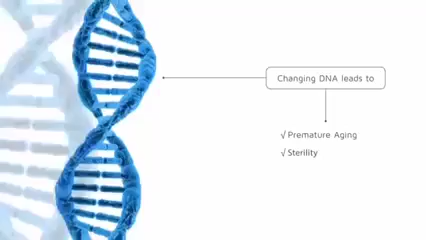 Changing DNA leads to
√ Premature Aging
√ Sterility